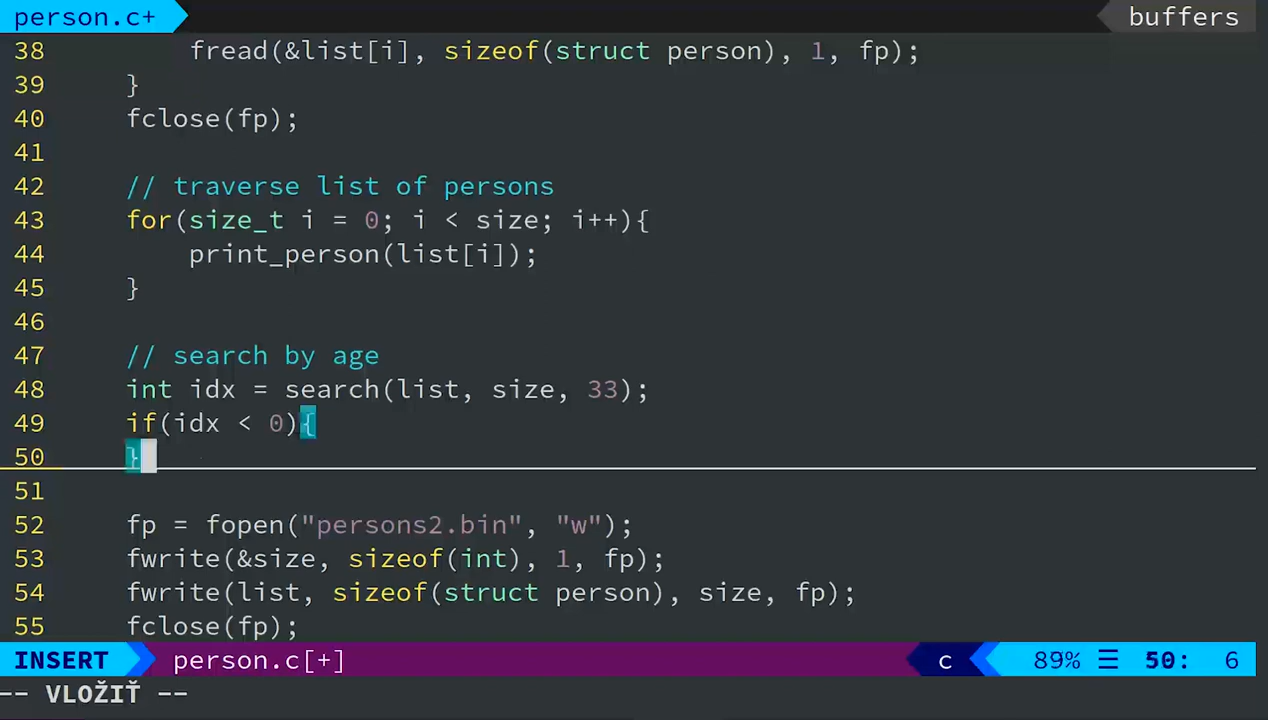 person.c+ buffers
38 fread(&list[i], sizeof(struct person), 1, fp);
39 }
40 fclose(fp);
41
42 // traverse list of persons
43 for(size_t i = 0; i < size; i++){
44 print_person(list[i]);
45 }
46
47 // search by age
48 int idx = search(list, size, 33);
49 if(idx < 0){
50 }
51
52 fp = fopen("persons2.bin", "w");
53 fwrite(&size, sizeof(int), 1, fp);
54 fwrite(list, sizeof(struct person), size, fp);
55 fclose(fp);
INSERT person.c[+] c 89% ☰ 50: 6
-- VLOŽIŤ --